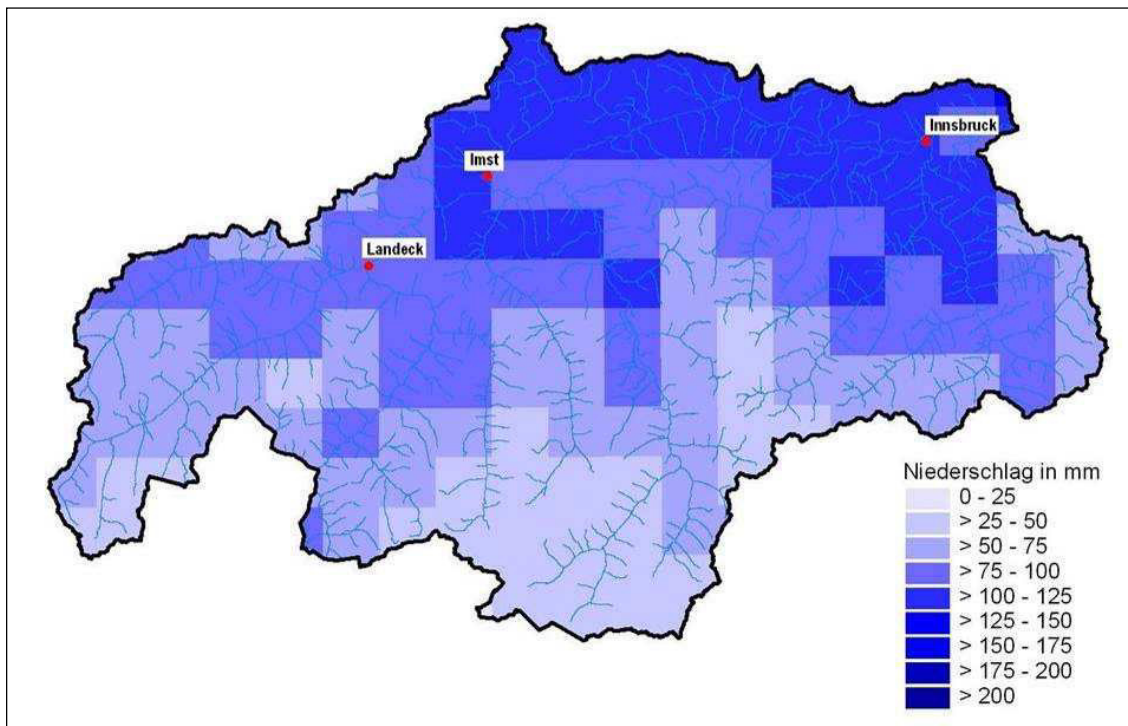 Innsbruck
Imst
Landeck
Niederschlag in mm
0 - 25
> 25 - 50
> 50 - 75
> 75 - 100
> 100 - 125
> 125 - 150
> 150 - 175
> 175 - 200
> 200